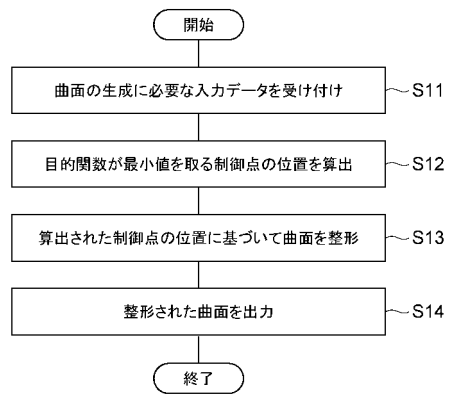 開始
曲面の生成に必要な入力データを受け付け
S11
目的関数が最小値を取る制御点の位置を算出
S12
算出された制御点の位置に基づいて曲面を整形
S13
整形された曲面を出力
S14
終了